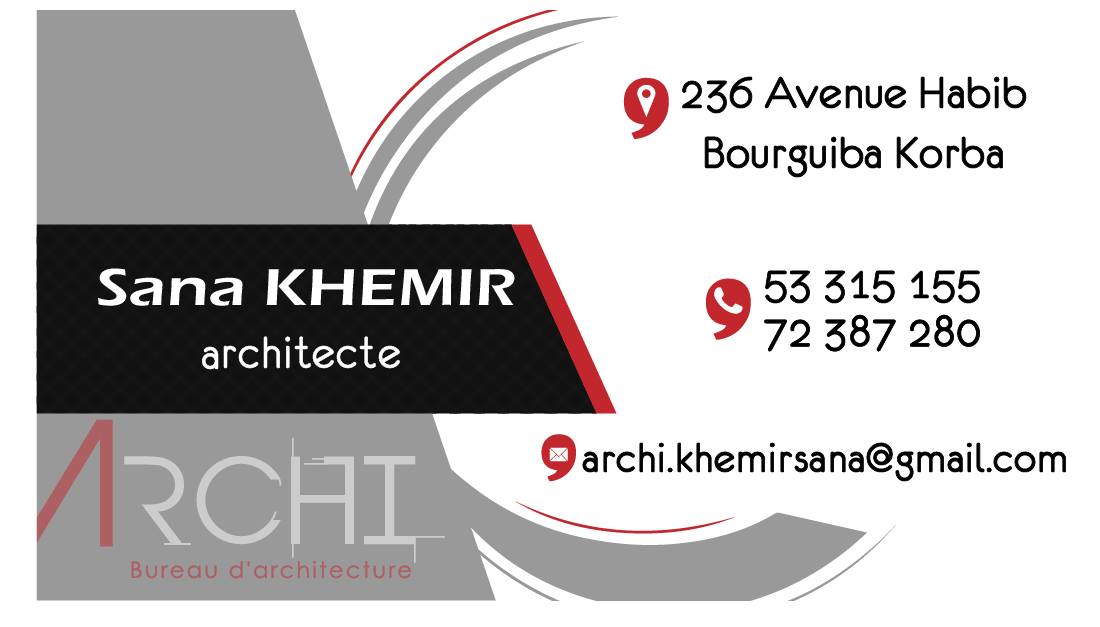 236 Avenue Habib
Bourguiba Korba
Sana KHEMIR
architecte
53 315 155
72 387 280
archi.khemirsana@gmail.com
ARCHI
Bureau d'architecture